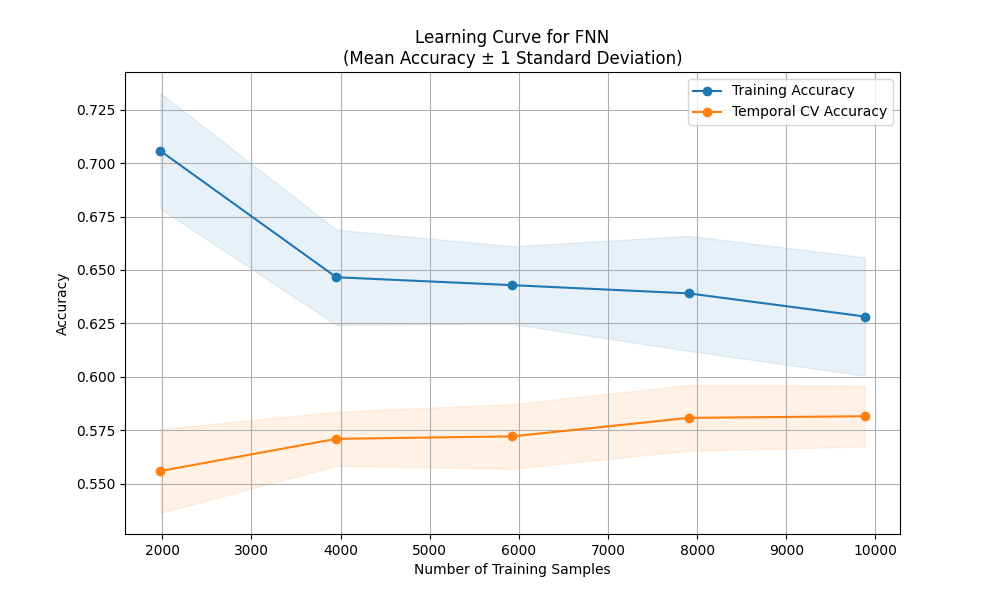 Learning Curve for FNN
(Mean Accuracy ± 1 Standard Deviation)
Training Accuracy
Temporal CV Accuracy
Accuracy
0.725
0.700
0.675
0.650
0.625
0.600
0.575
0.550
2000 3000 4000 5000 6000 7000 8000 9000 10000
Number of Training Samples